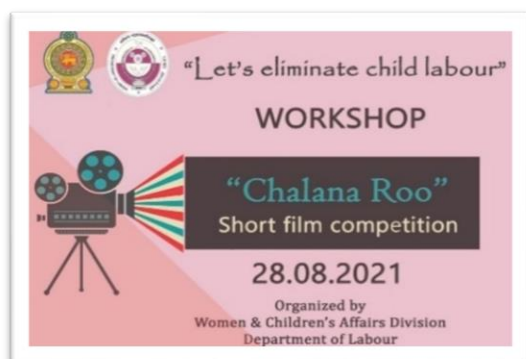 “Let's eliminate child labour”
WORKSHOP
“Chalana Roo”
Short film competition
28.08.2021
Organized by
Women & Children's Affairs Division
Department of Labour